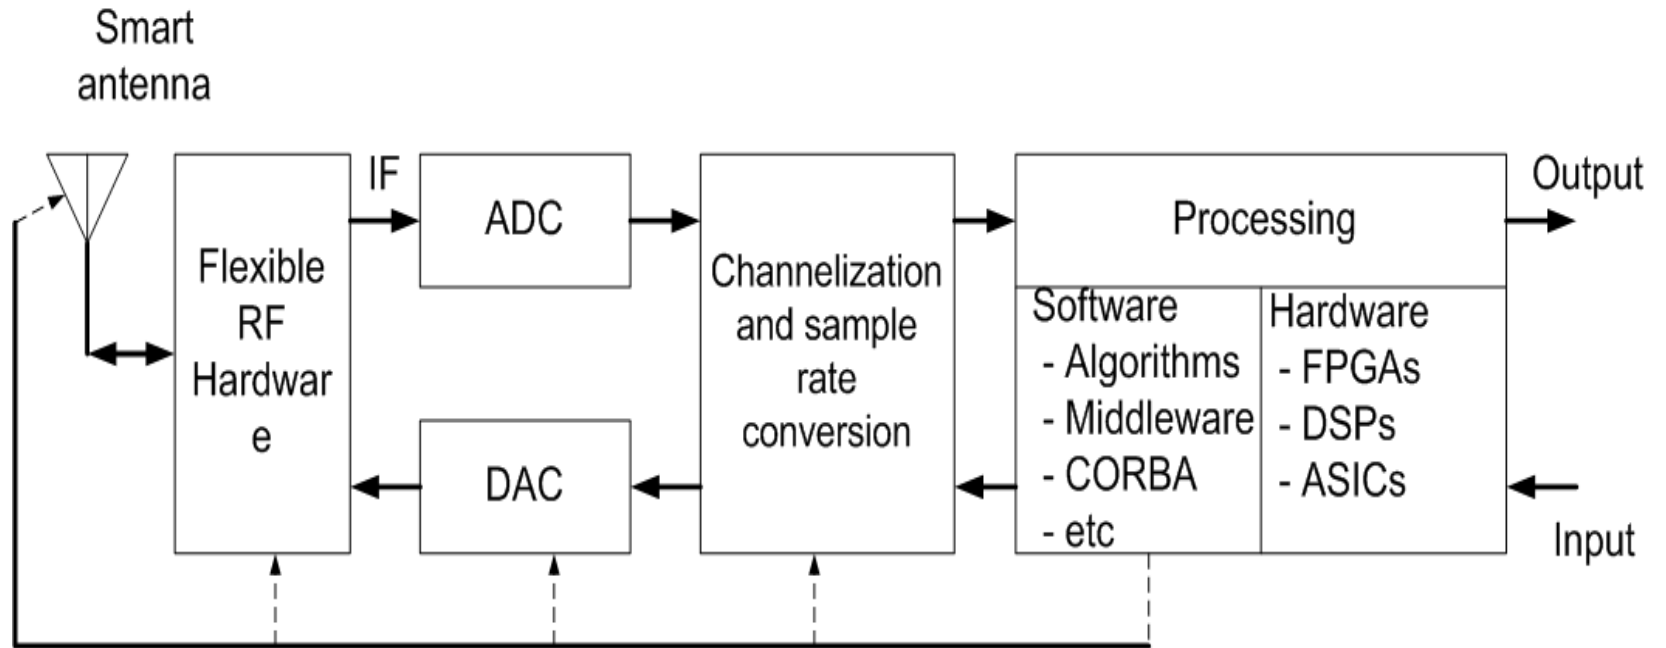 Smart
antenna
Flexible
RF
Hardwar
e
IF
ADC
DAC
Channelization
and sample
rate
conversion
Processing
Software
- Algorithms
- Middleware
- CORBA
- etc
Hardware
- FPGAs
- DSPs
- ASICs
Output
Input